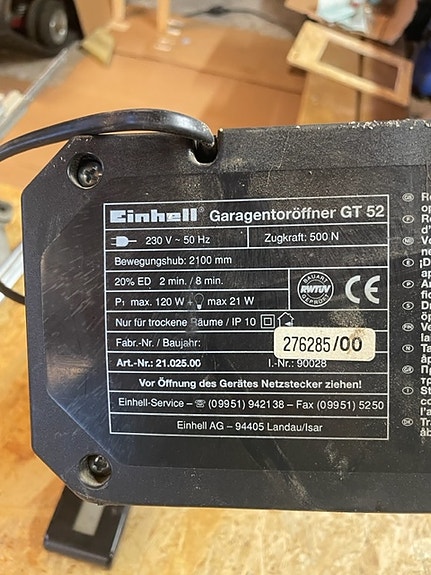 Einhell® Garagentoröffner GT 52
230 V ~ 50 Hz Zugkraft: 500 N
Bewegungshub: 2100 mm
20% ED 2 min. / 8 min.
P1 max. 120 W + max 21 W
BAUART
RWTÜV
GEPRÜFT
CE
Nur für trockene Räume / IP 10
Fabr.-Nr. / Baujahr: 276285/00
Art.-Nr.: 21.025.00 I.-Nr.: 90028
Vor Öffnung des Gerätes Netzstecker ziehen!
Einhell-Service – ☏ (09951) 942138 – Fax (09951) 5250
Einhell AG – 94405 Landau/Isar